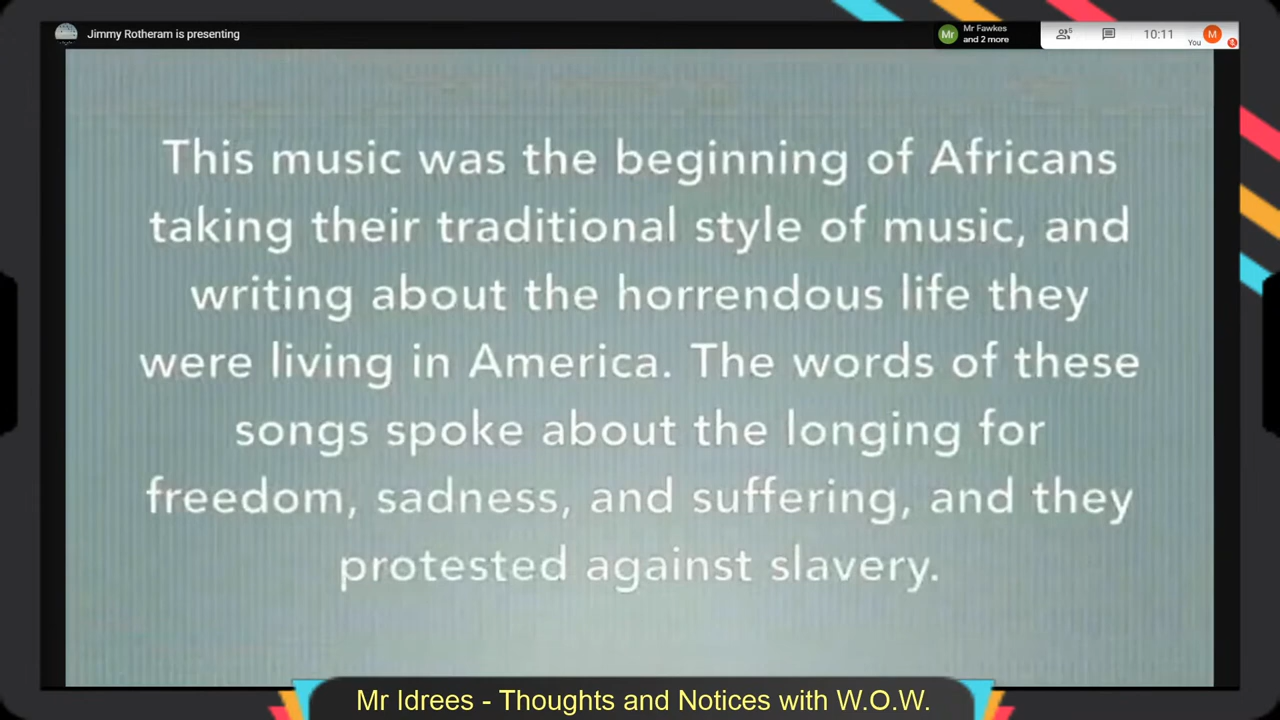 Jimmy Rotheram is presenting
Mr
Mr Fawkes
and 2 more
5
10:11
You
M
This music was the beginning of Africans
taking their traditional style of music, and
writing about the horrendous life they
were living in America. The words of these
songs spoke about the longing for
freedom, sadness, and suffering, and they
protested against slavery.
Mr Idrees - Thoughts and Notices with W.O.W.